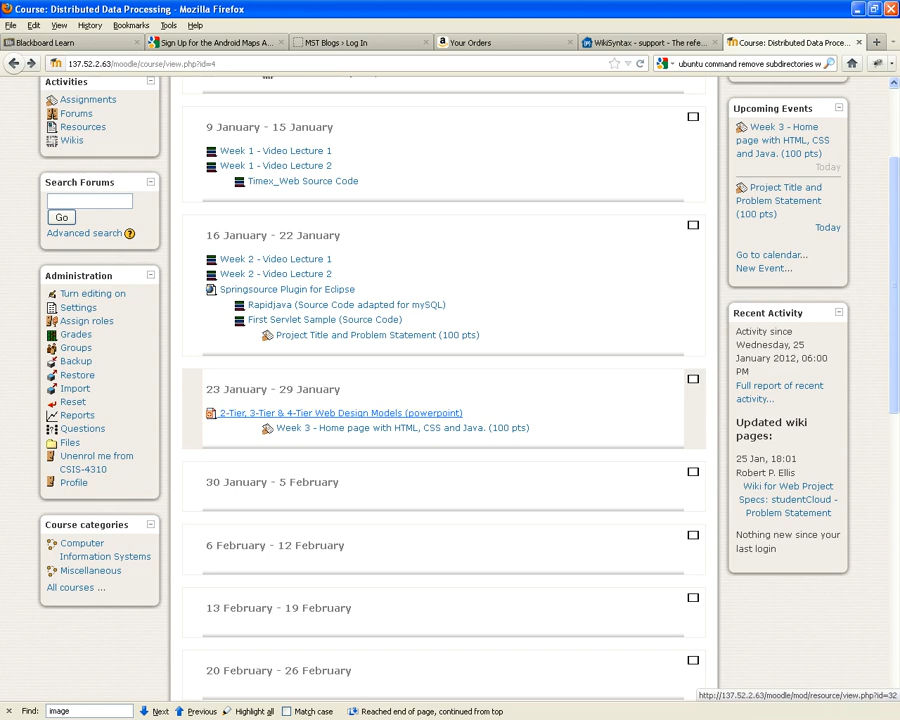 Course: Distributed Data Processing - Mozilla Firefox
File Edit View History Bookmarks Tools Help
Blackboard Learn × Sign Up for the Android Maps A... × MST Blogs › Log In × Your Orders × WikiSyntax - support - The refe... × Course: Distributed Data Processing ×
137.52.2.63/moodle/course/view.php?id=4
ubuntu command remove subdirectories w
Activities
Assignments
Forums
Resources
Wikis
Search Forums
Go
Advanced search ?
Administration
Turn editing on
Settings
Assign roles
Grades
Groups
Backup
Restore
Import
Reset
Reports
Questions
Files
Unenrol me from
CSIS-4310
Profile
Course categories
Computer
Information Systems
Miscellaneous
All courses ...
9 January - 15 January
Week 1 - Video Lecture 1
Week 1 - Video Lecture 2
Timex_Web Source Code
16 January - 22 January
Week 2 - Video Lecture 1
Week 2 - Video Lecture 2
Springsource Plugin for Eclipse
Rapidjava (Source Code adapted for mySQL)
First Servlet Sample (Source Code)
Project Title and Problem Statement (100 pts)
23 January - 29 January
2-Tier, 3-Tier & 4-Tier Web Design Models (powerpoint)
Week 3 - Home page with HTML, CSS and Java. (100 pts)
30 January - 5 February
6 February - 12 February
13 February - 19 February
20 February - 26 February
Upcoming Events
Week 3 - Home
page with HTML, CSS
and Java. (100 pts)
Today
Project Title and
Problem Statement
(100 pts)
Today
Go to calendar...
New Event...
Recent Activity
Activity since
Wednesday, 25
January 2012, 06:00
PM
Full report of recent
activity...
Updated wiki
pages:
25 Jan, 18:01
Robert P. Ellis
Wiki for Web Project
Specs: studentCloud -
Problem Statement
Nothing new since your
last login
http://137.52.2.63/moodle/mod/resource/view.php?id=32
× Find: image Next Previous Highlight all Match case Reached end of page, continued from top